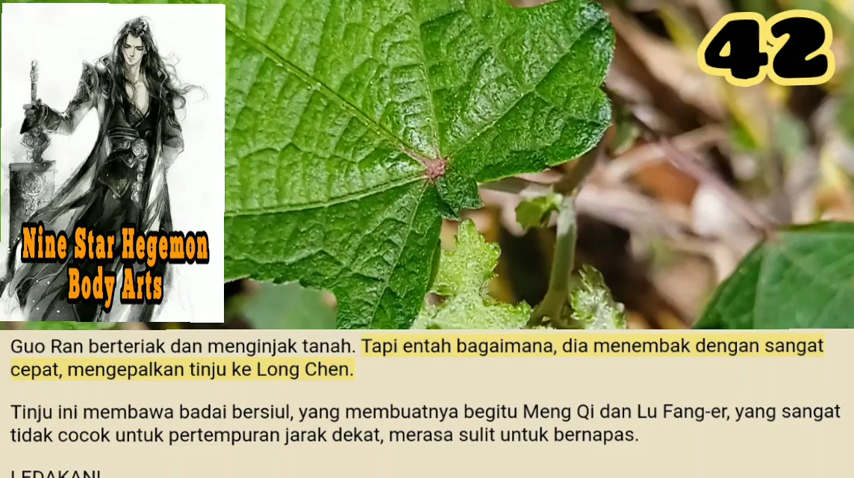 42
Nine Star Hegemon
Body Arts
Guo Ran berteriak dan menginjak tanah. Tapi entah bagaimana, dia menembak dengan sangat
cepat, mengepalkan tinju ke Long Chen.
Tinju ini membawa badai bersiul, yang membuatnya begitu Meng Qi dan Lu Fang-er, yang sangat
tidak cocok untuk pertempuran jarak dekat, merasa sulit untuk bernapas.
LEDAKAN!